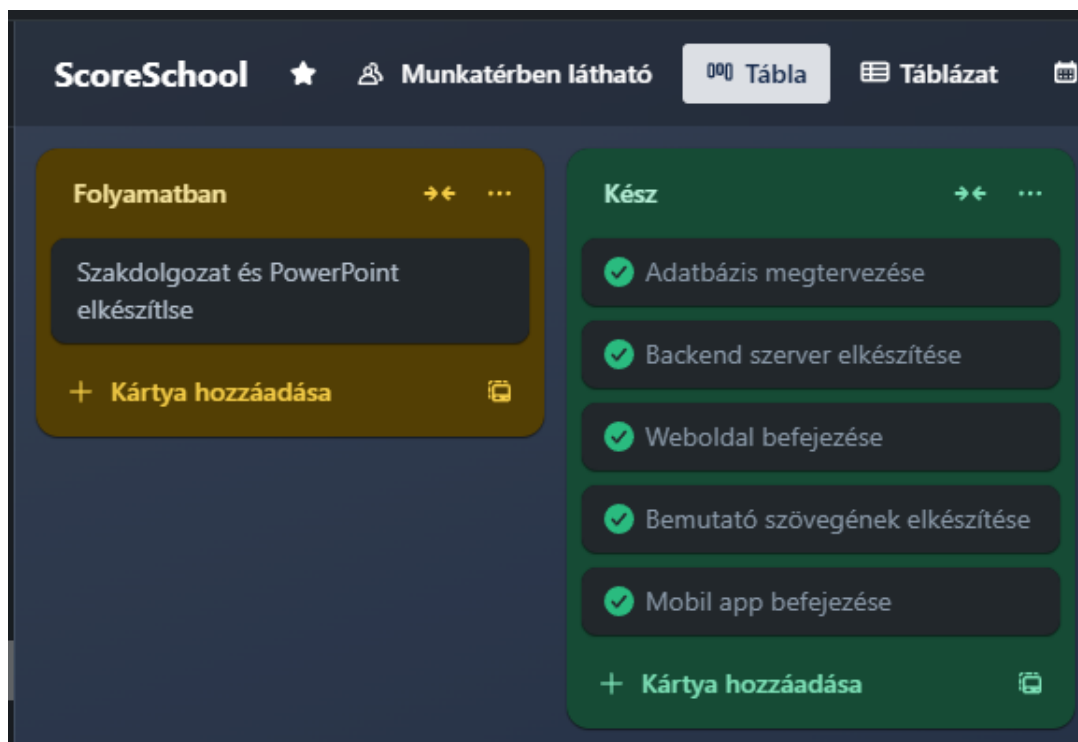 ScoreSchool Munkatérben látható Tábla Táblázat
Folyamatban
Szakdolgozat és PowerPoint
elkészítlse
Kártya hozzáadása
Kész
Adatbázis megtervezése
Backend szerver elkészítése
Weboldal befejezése
Bemutató szövegének elkészítése
Mobil app befejezése
Kártya hozzáadása